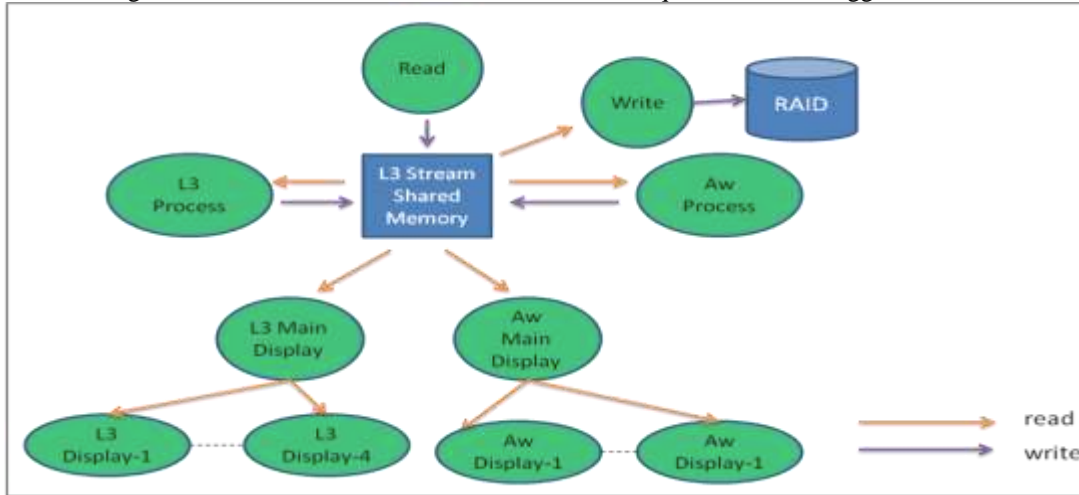 Read
Write
RAID
L3
Process
L3 Stream
Shared
Memory
Aw
Process
L3 Main
Display
Aw
Main
Display
L3
Display-1
L3
Display-4
Aw
Display-1
Aw
Display-1
read
write